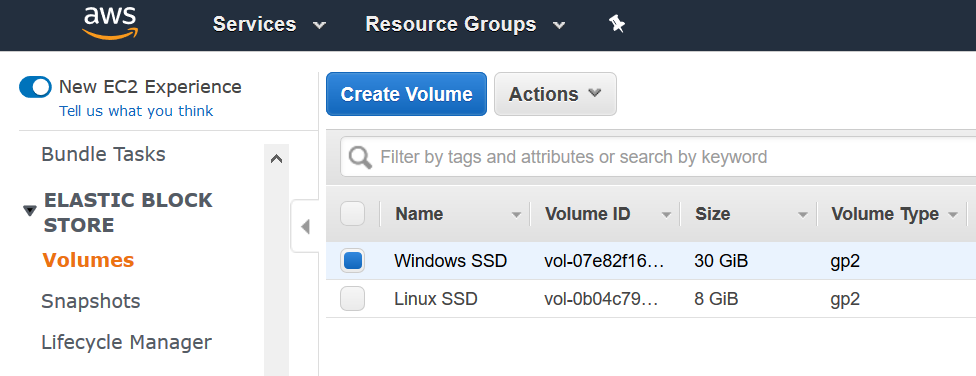 aws Services Resource Groups
New EC2 Experience
Tell us what you think
Bundle Tasks
ELASTIC BLOCK
STORE
Volumes
Snapshots
Lifecycle Manager
Create Volume Actions
Filter by tags and attributes or search by keyword
Name Volume ID Size Volume Type
Windows SSD vol-07e82f16... 30 GiB gp2
Linux SSD vol-0b04c79... 8 GiB gp2